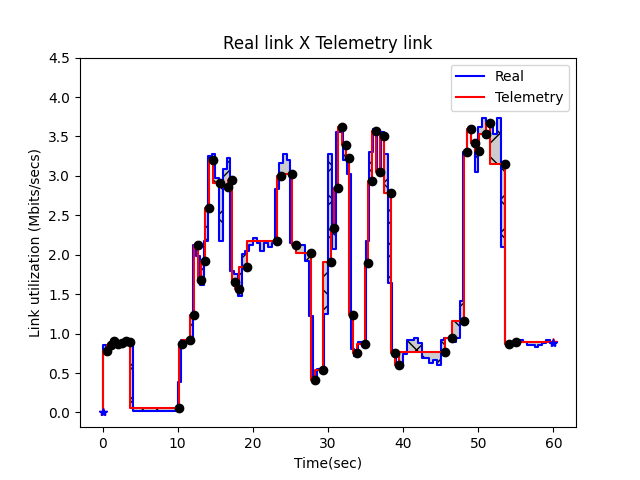 Real link X Telemetry link
Real
Telemetry
Link utilization (Mbits/secs)
4.5
4.0
3.5
3.0
2.5
2.0
1.5
1.0
0.5
0.0
0 10 20 30 40 50 60
Time(sec)